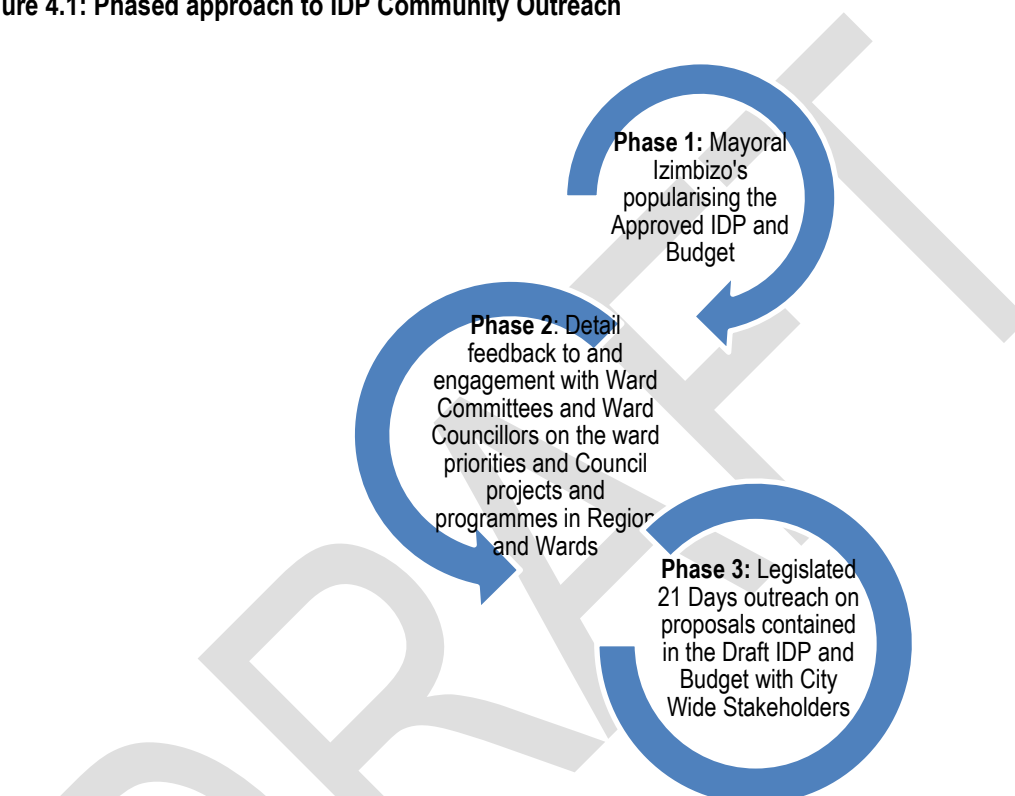 ure 4.1: Phased approach to IDP Community Outreach
Phase 1: Mayoral
Izimbizo's
popularising the
Approved IDP and
Budget
Phase 2: Detail
feedback to and
engagement with Ward
Committees and Ward
Councillors on the ward
priorities and Council
projects and
programmes in Region
and Wards
Phase 3: Legislated
21 Days outreach on
proposals contained
in the Draft IDP and
Budget with City
Wide Stakeholders
DRAFT